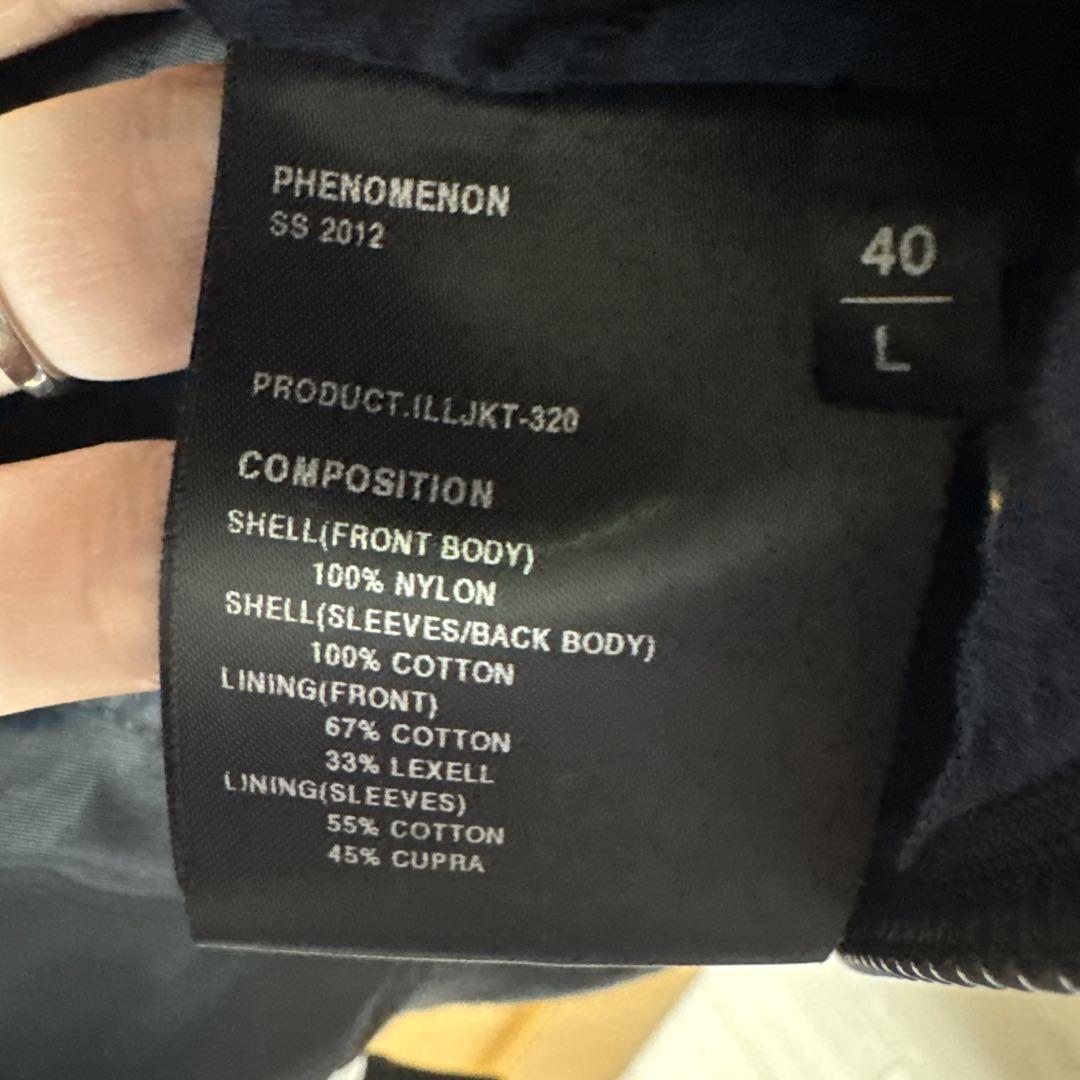 PHENOMENON
SS 2012
40
L
PRODUCT.ILLJKT-320
COMPOSITION
SHELL(FRONT BODY)
100% NYLON
SHELL(SLEEVES/BACK BODY)
100% COTTON
LINING(FRONT)
67% COTTON
33% LEXELL
LINING(SLEEVES)
55% COTTON
45% CUPRA